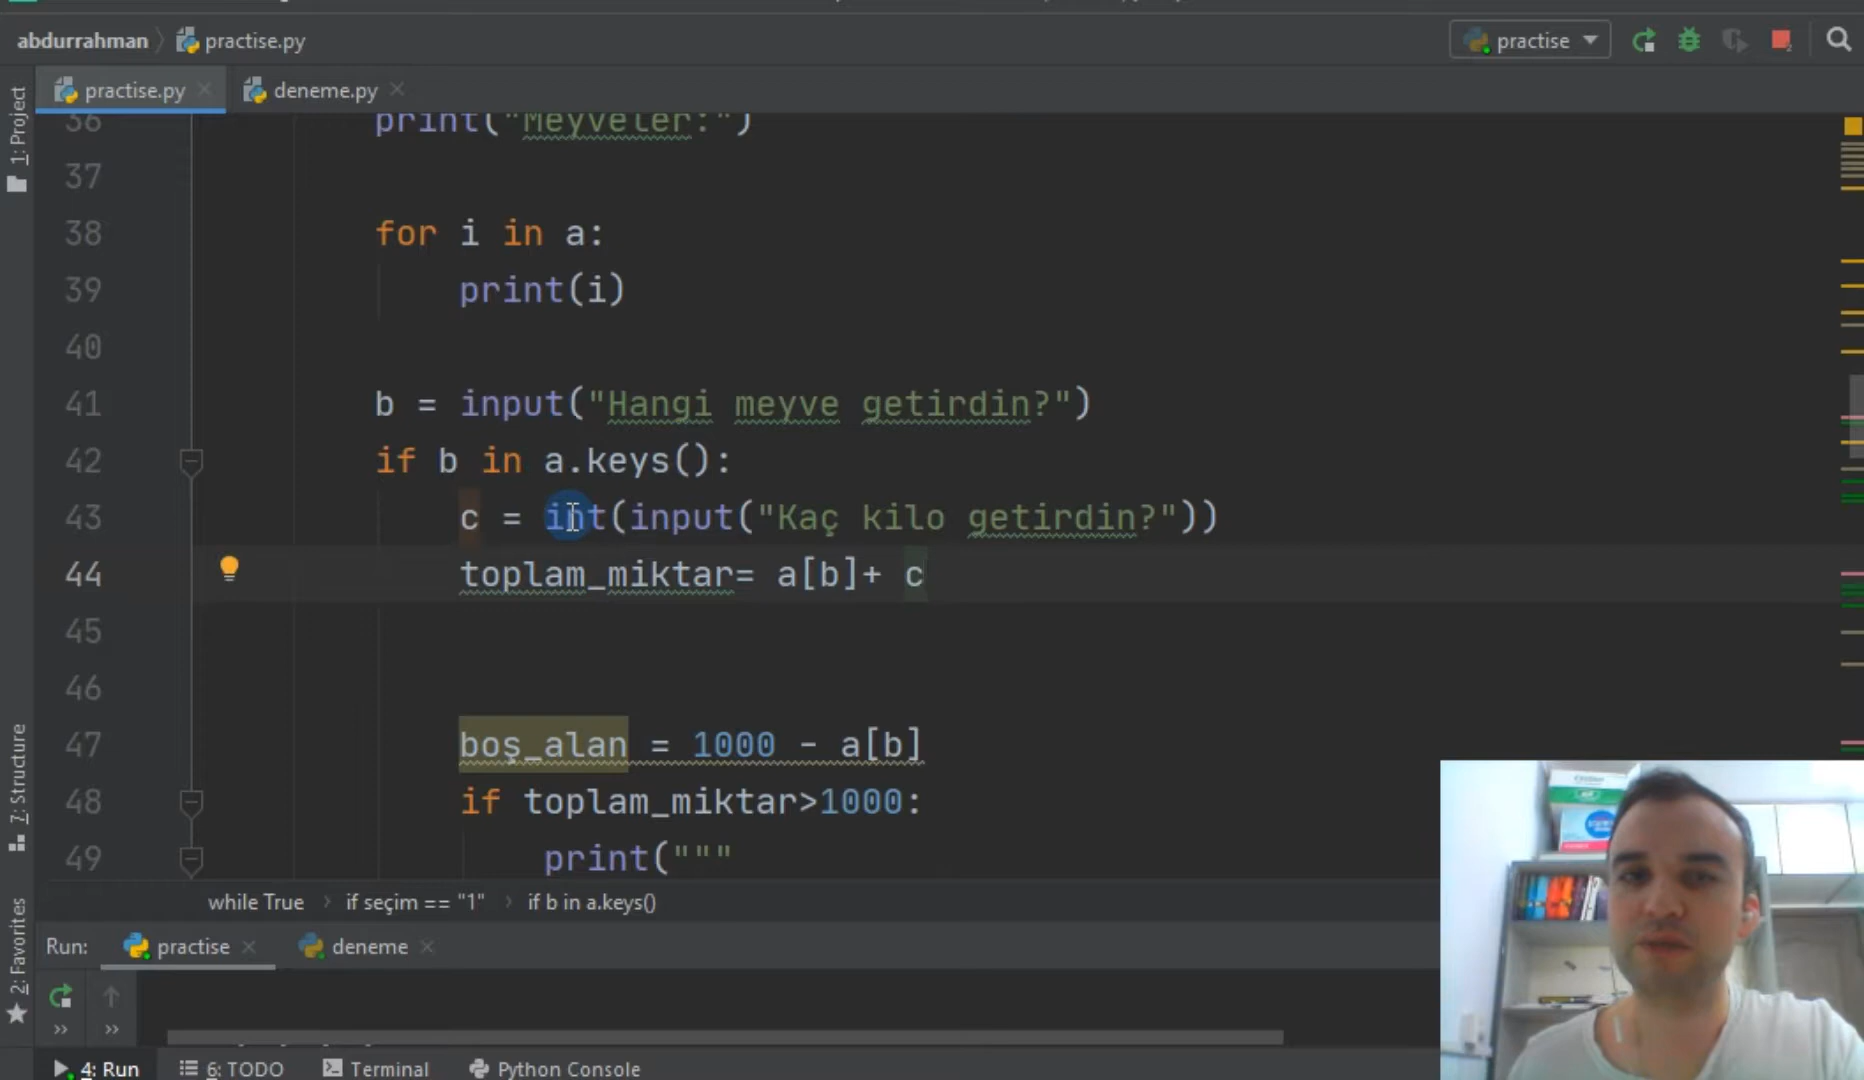 abdurrahman practise.py
practise
practise.py deneme.py
1: Project
36 print("Meyveler:")
37
38 for i in a:
39 print(i)
40
41 b = input("Hangi meyve getirdin?")
42 if b in a.keys():
43 c = int(input("Kaç kilo getirdin?"))
44 toplam_miktar= a[b]+ c
45
46
47 boş_alan = 1000 - a[b]
48 if toplam_miktar>1000:
49 print("""
7: Structure
2: Favorites
while True > if seçim == "1" > if b in a.keys()
Run: practise deneme
» »
4: Run 6: TODO Terminal Python Console